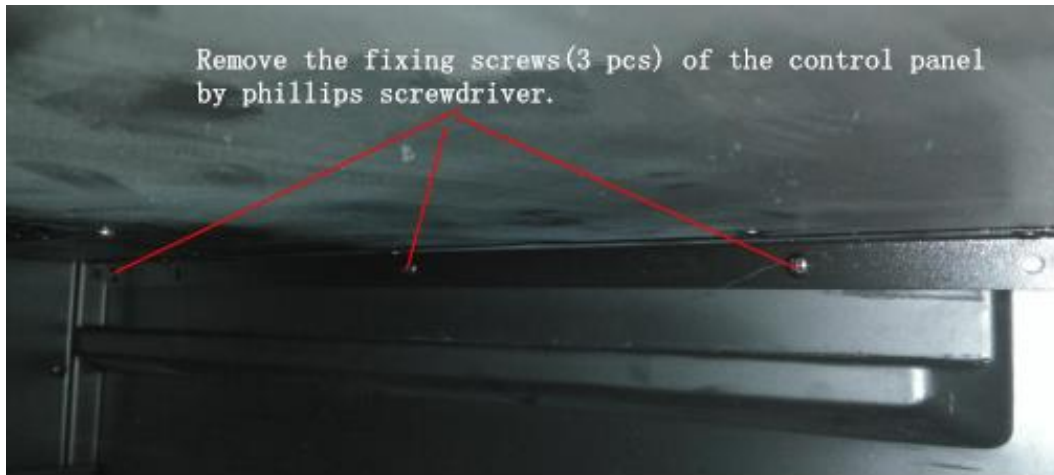 Remove the fixing screws(3 pcs) of the control panel
by phillips screwdriver.